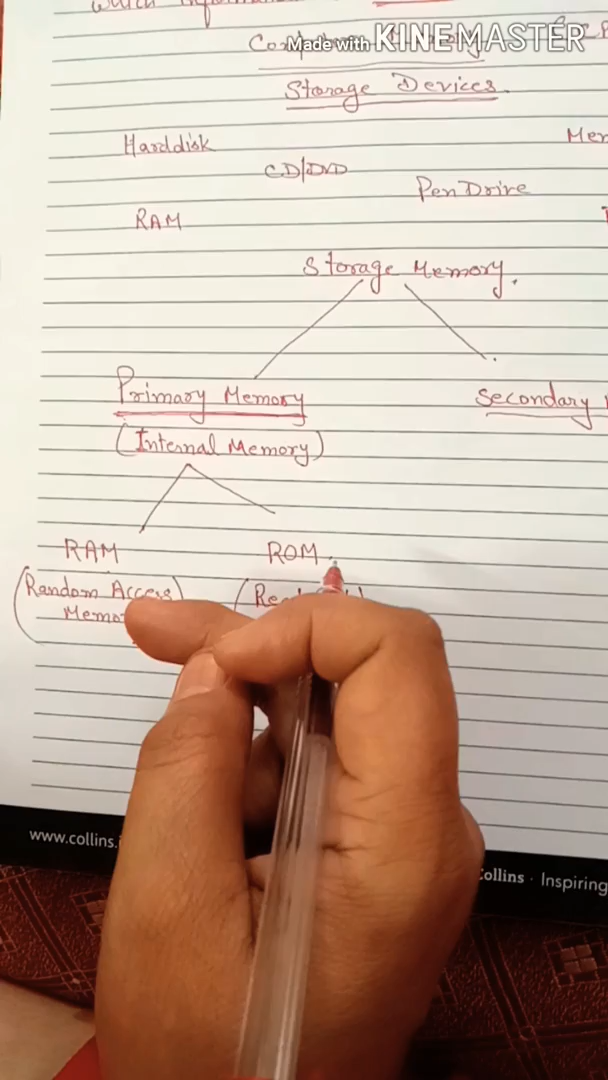 which
Made with KINEMASTER
Storage Devices.
Harddisk
CD/DVD
Pen Drive
RAM
Storage Memory.
Primary Memory
Secondary
(Internal Memory)
RAM
ROM
(Random Access)
www.collins.
Collins · Inspiring